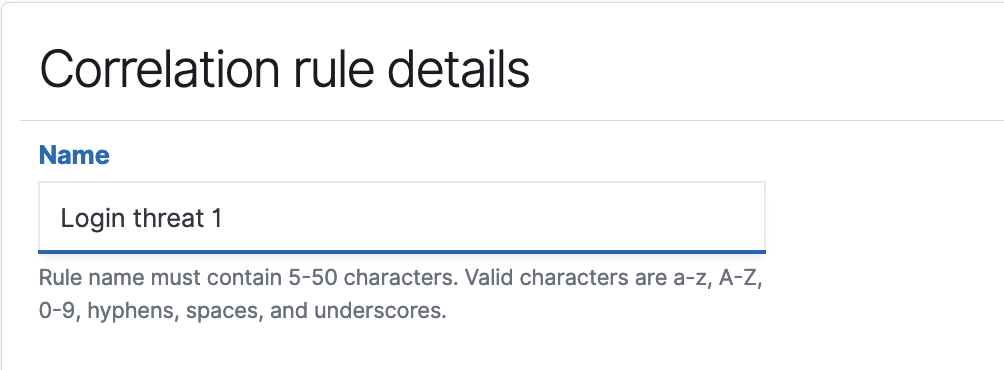 Correlation rule details
Name
Login threat 1
Rule name must contain 5-50 characters. Valid characters are a-z, A-Z,
0-9, hyphens, spaces, and underscores.